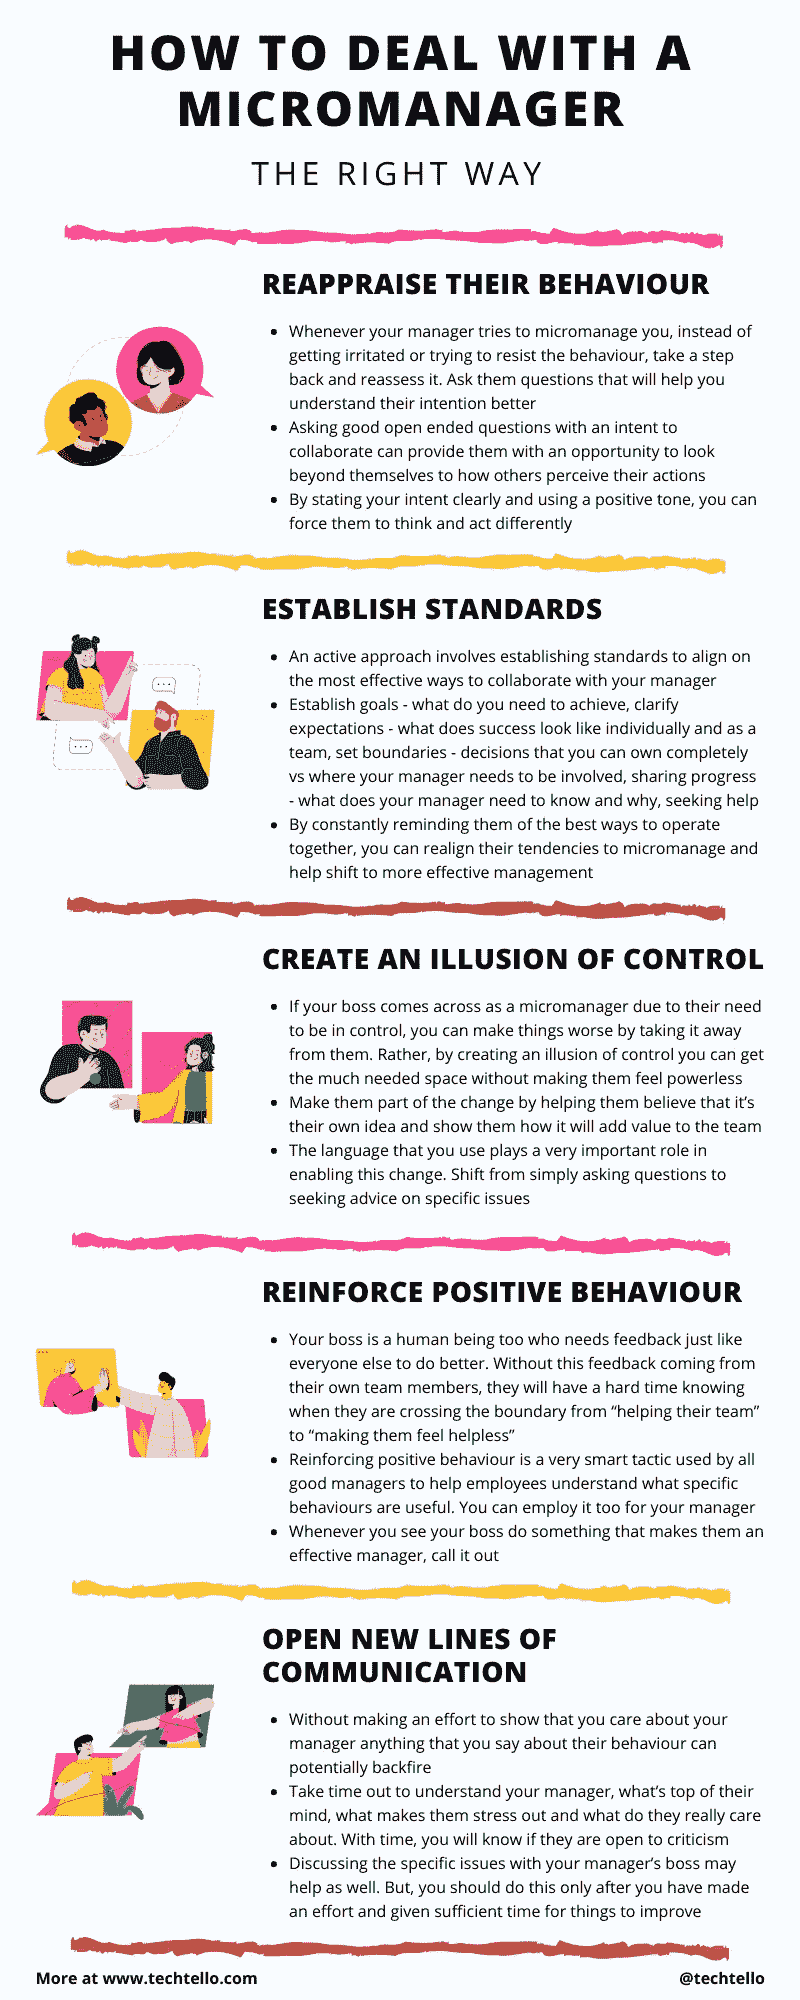 HOW TO DEAL WITH A
MICROMANAGER
THE RIGHT WAY
REAPPRAISE THEIR BEHAVIOUR
• Whenever your manager tries to micromanage you, instead of
getting irritated or trying to resist the behaviour, take a step
back and reassess it. Ask them questions that will help you
understand their intention better
• Asking good open ended questions with an intent to
collaborate can provide them with an opportunity to look
beyond themselves to how others perceive their actions
• By stating your intent clearly and using a positive tone, you can
force them to think and act differently
ESTABLISH STANDARDS
• An active approach involves establishing standards to align on
the most effective ways to collaborate with your manager
• Establish goals - what do you need to achieve, clarify
expectations - what does success look like individually and as a
team, set boundaries - decisions that you can own completely
vs where your manager needs to be involved, sharing progress
- what does your manager need to know and why, seeking help
• By constantly reminding them of the best ways to operate
together, you can realign their tendencies to micromanage and
help shift to more effective management
CREATE AN ILLUSION OF CONTROL
• If your boss comes across as a micromanager due to their need
to be in control, you can make things worse by taking it away
from them. Rather, by creating an illusion of control you can get
the much needed space without making them feel powerless
• Make them part of the change by helping them believe that it's
their own idea and show them how it will add value to the team
• The language that you use plays a very important role in
enabling this change. Shift from simply asking questions to
seeking advice on specific issues
REINFORCE POSITIVE BEHAVIOUR
• Your boss is a human being too who needs feedback just like
everyone else to do better. Without this feedback coming from
their own team members, they will have a hard time knowing
when they are crossing the boundary from “helping their team”
to “making them feel helpless”
• Reinforcing positive behaviour is a very smart tactic used by all
good managers to help employees understand what specific
behaviours are useful. You can employ it too for your manager
• Whenever you see your boss do something that makes them an
effective manager, call it out
OPEN NEW LINES OF
COMMUNICATION
• Without making an effort to show that you care about your
manager anything that you say about their behaviour can
potentially backfire
• Take time out to understand your manager, what's top of their
mind, what makes them stress out and what do they really care
about. With time, you will know if they are open to criticism
• Discussing the specific issues with your manager's boss may
help as well. But, you should do this only after you have made
an effort and given sufficient time for things to improve
More at www.techtello.com
@techtello